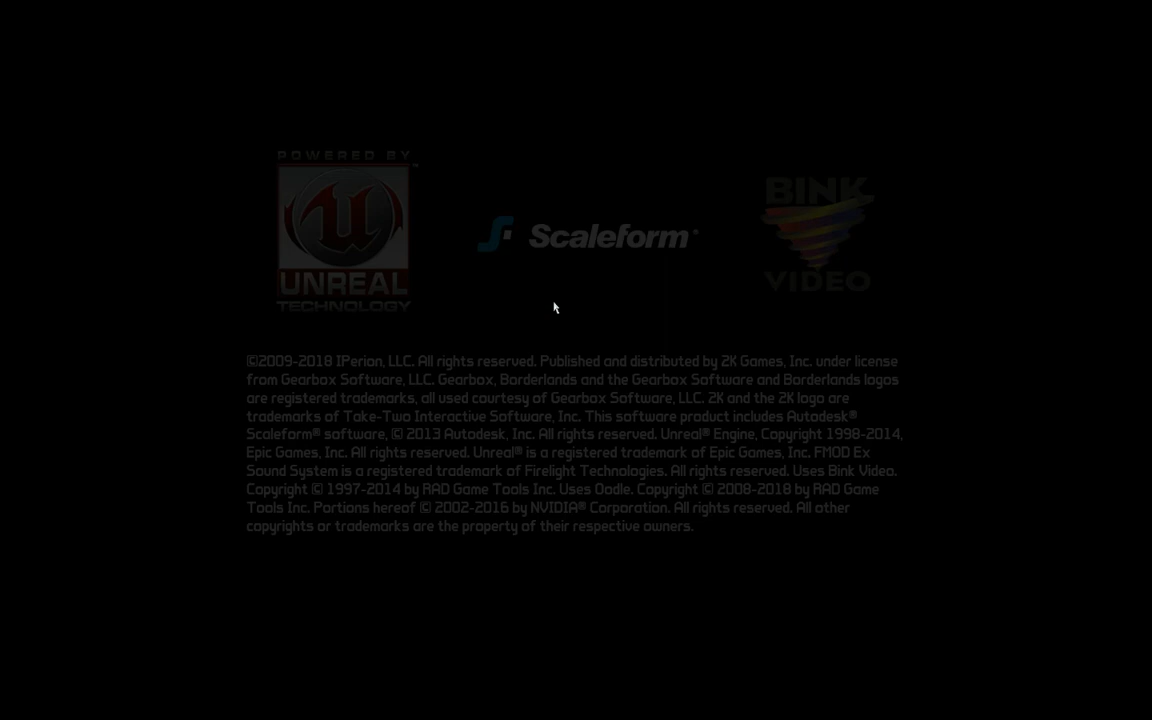 POWERED BY
UNREAL
TECHNOLOGY
Scaleform®
BINK
VIDEO
©2009-2018 IPerion, LLC. All rights reserved. Published and distributed by 2K Games, Inc. under license
from Gearbox Software, LLC. Gearbox, Borderlands and the Gearbox Software and Borderlands logos
are registered trademarks, all used courtesy of Gearbox Software, LLC. 2K and the 2K logo are
trademarks of Take-Two Interactive Software, Inc. This software product includes Autodesk®
Scaleform® software, © 2013 Autodesk, Inc. All rights reserved. Unreal® Engine, Copyright 1998-2014,
Epic Games, Inc. All rights reserved. Unreal® is a registered trademark of Epic Games, Inc. FMOD Ex
Sound System is a registered trademark of Firelight Technologies. All rights reserved. Uses Bink Video.
Copyright © 1997-2014 by RAD Game Tools Inc. Uses Oodle. Copyright © 2008-2018 by RAD Game
Tools Inc. Portions hereof © 2002-2016 by NVIDIA® Corporation. All rights reserved. All other
copyrights or trademarks are the property of their respective owners.